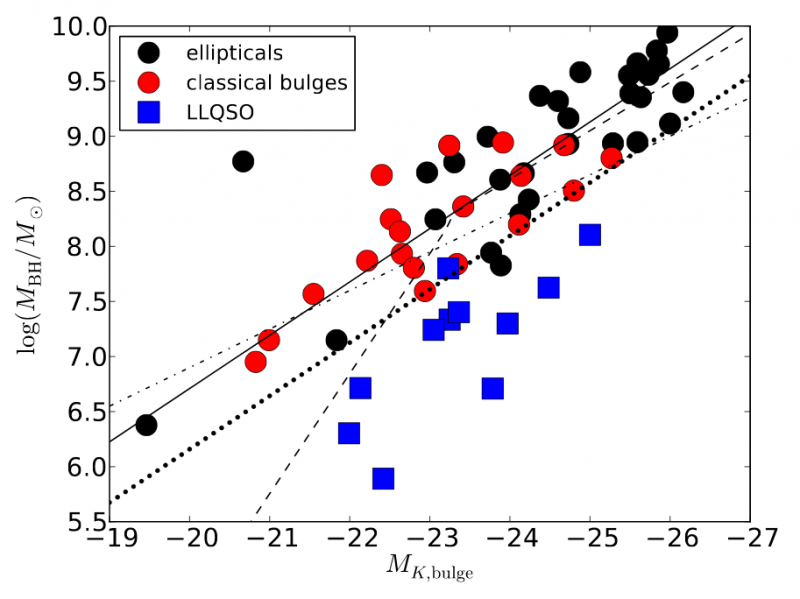 10.0
9.5
9.0
8.5
8.0
7.5
7.0
6.5
6.0
5.5
log(M_BH/M_⊙)
ellipticals
classical bulges
LLQSO
−19 −20 −21 −22 −23 −24 −25 −26 −27
M_K,bulge